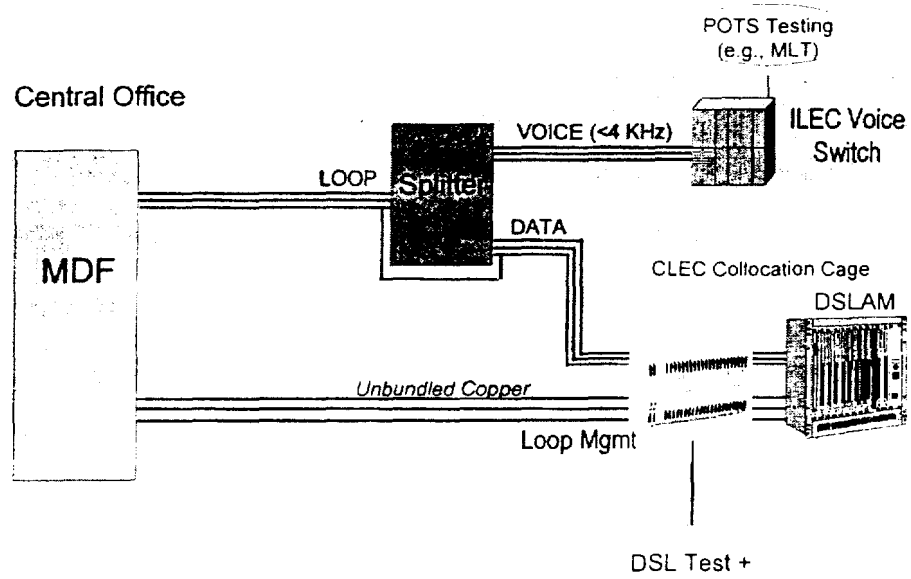 POTS Testing
(e.g., MLT)
Central Office
ILEC Voice
Switch
VOICE (<4 KHz)
LOOP
Splitter
DATA
MDF
CLEC Collocation Cage
DSLAM
Unbundled Copper
Loop Mgmt
DSL Test +